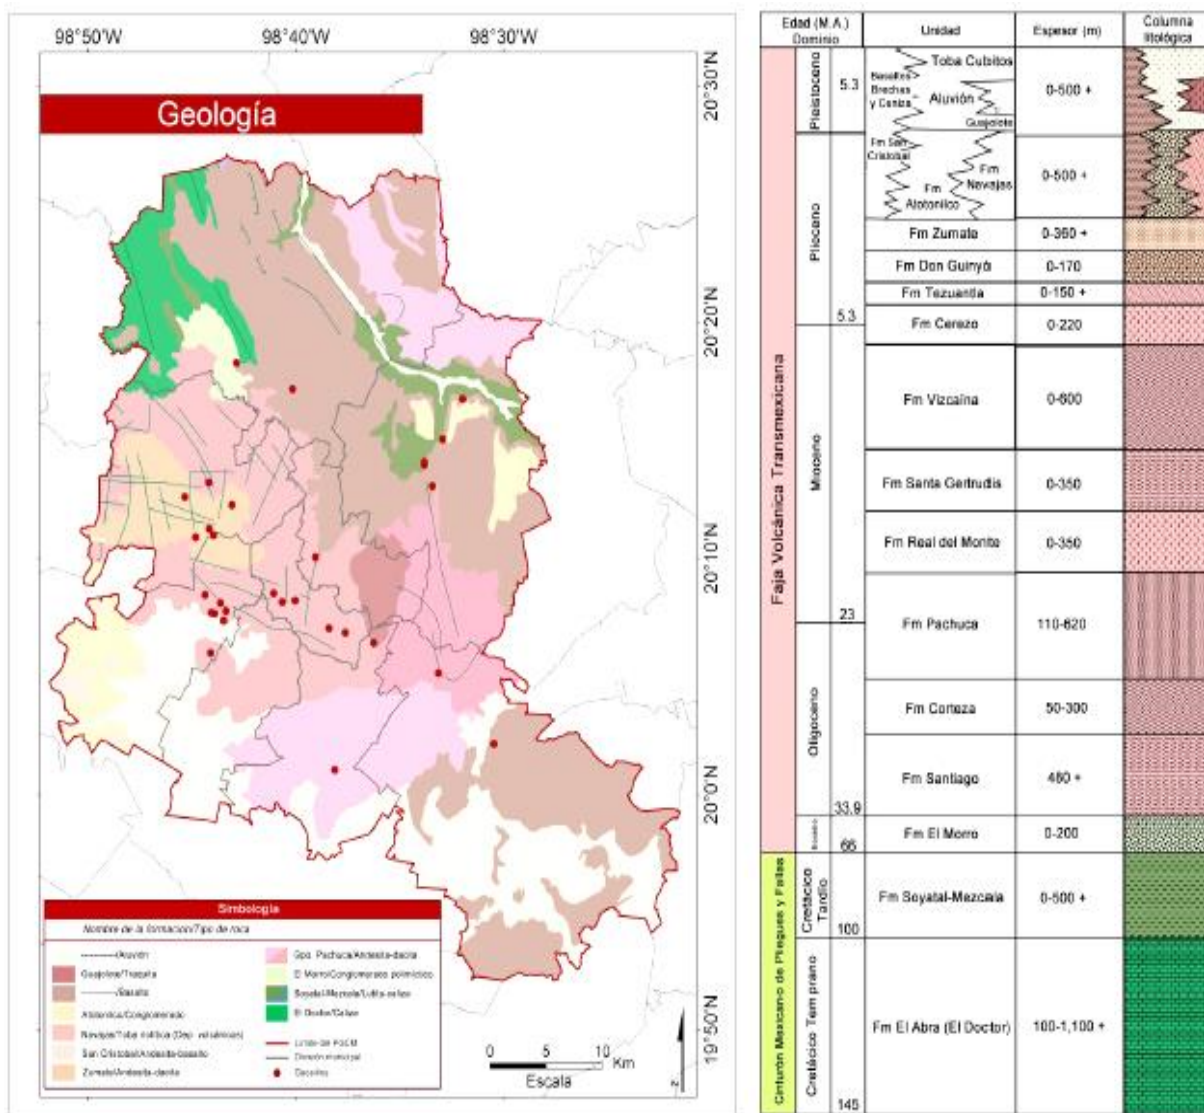 98°50'W
98°40'W
98°30'W
Geología
20°30'N
20°20'N
20°10'N
20°0'N
19°50'N
Simbología
Nombre de la formación/Tipo de roca
--------/Aluvión
Guajolote/Traquita
--------/Basalto
Atotonilco/Conglomerado
Navajas/Toba riolítica (Dep. volcánicos)
San Cristobal/Andesita-basalto
Zumate/Andesita-dacita
Gpo. Pachuca/Andesita-dacita
El Morro/Conglomerado polimíctico
Soyatal-Mezcala/Lutita-caliza
El Doctor/Caliza
División municipal
Geositios
0 5 10
Km
Escala
N
Edad (M.A.)
Dominio
Unidad
Espesor (m)
Columna
litológica
Faja Volcánica Transmexicana
Cinturón Mexicano de Pliegues y Fallas
Pleistoceno
5.3
Toba Cubitos
Basaltos
Brechas
y Ceniza
Aluvión
Guajolote
0-500 +
Plioceno
Fm San
Cristobal
Fm
Navajas
Fm
Atotonilco
0-500 +
Fm Zumate
0-360 +
Fm Don Guinyó
0-170
Fm Tezuantla
0-150 +
5.3
Fm Cerezo
0-220
Mioceno
Fm Vizcaína
0-600
Fm Santa Gertrudis
0-350
Fm Real del Monte
0-350
23
Fm Pachuca
110-620
Oligoceno
Fm Corteza
50-300
Fm Santiago
460 +
33.9
Fm El Morro
0-200
66
Cretácico
Tardío
Fm Soyatal-Mezcala
0-500 +
100
Cretácico Temprano
Fm El Abra (El Doctor)
100-1,100 +
145